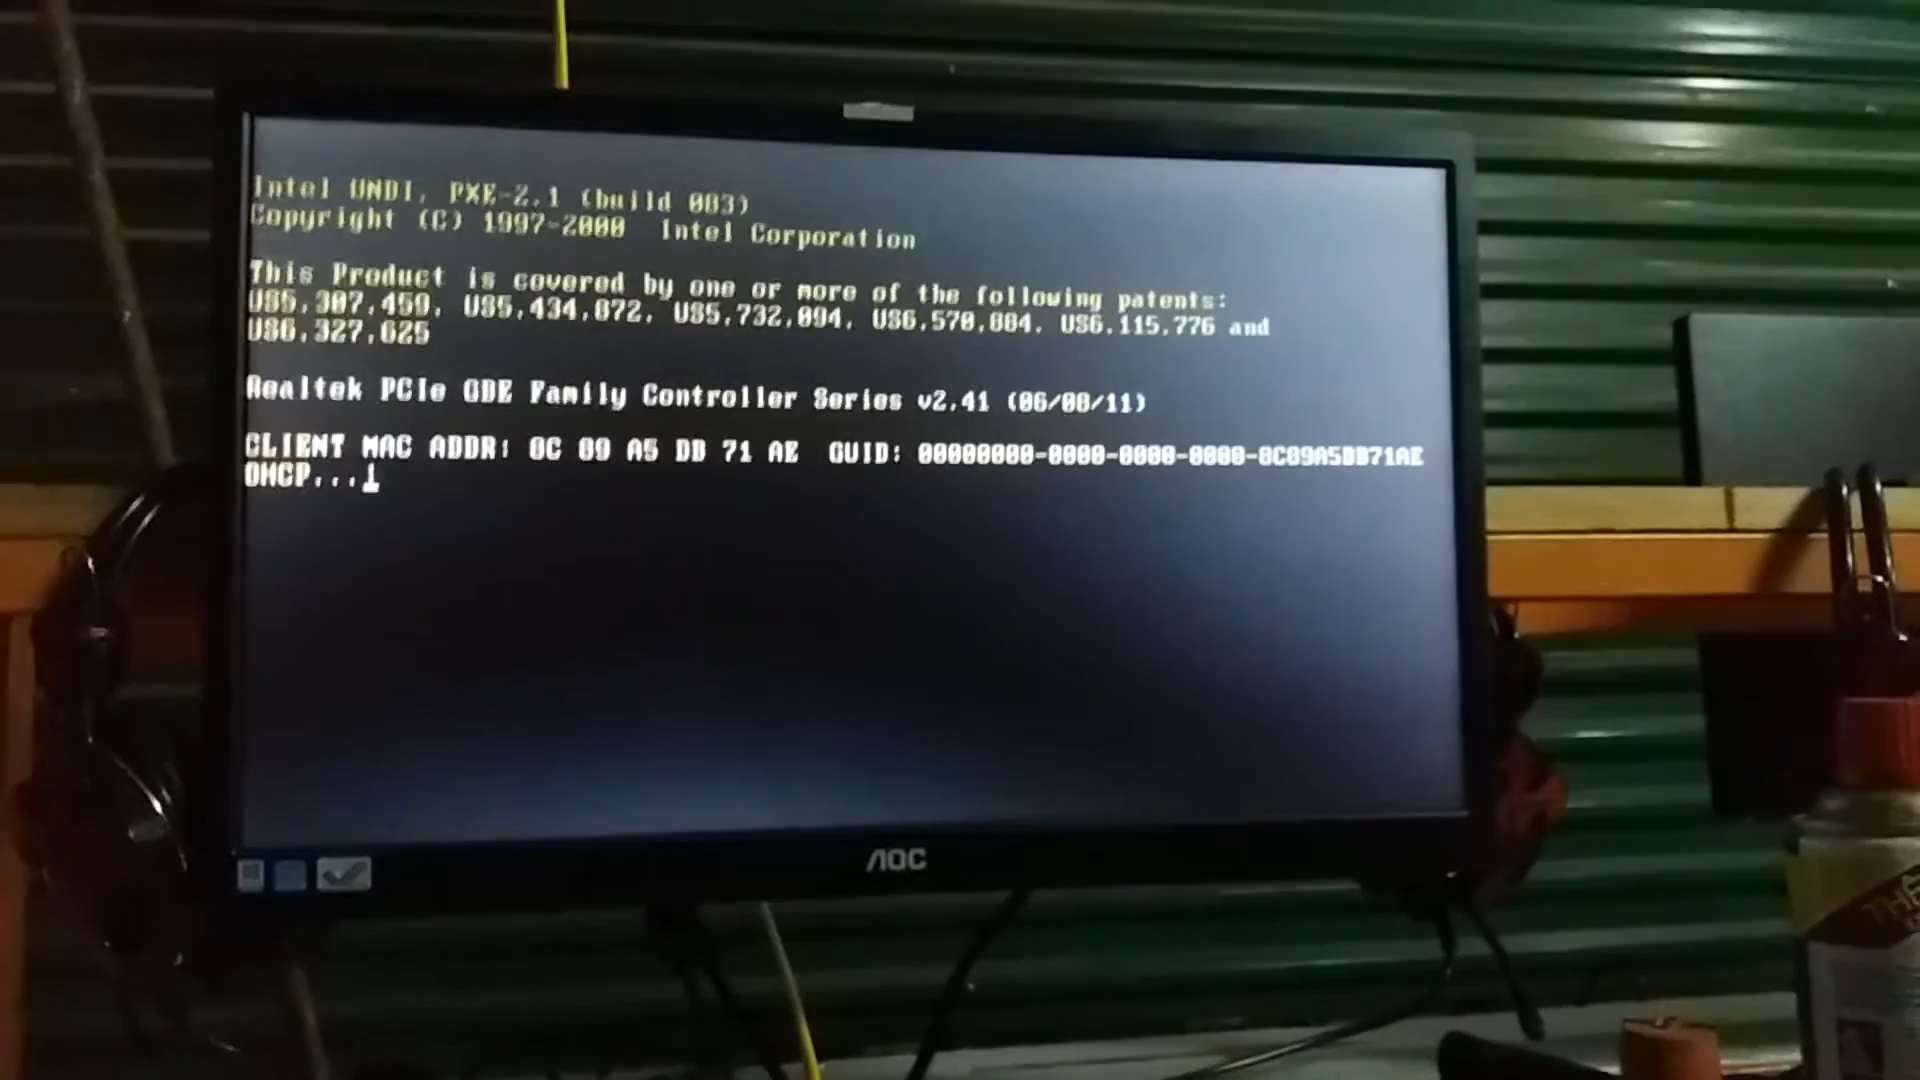 Intel UNDI, PXE-2.1 (build 083)
Copyright (C) 1997-2000  Intel Corporation
This Product is covered by one or more of the following patents:
US5,307,459, US5,434,872, US5,732,094, US6,570,884, US6,115,776 and
US6,327,625
Realtek PCIe GBE Family Controller Series v2.41 (06/08/11)
CLIENT MAC ADDR: 8C 89 A5 DB 71 AE  GUID: 00000000-0000-0000-0000-8C89A5DB71AE
DHCP...
AOC